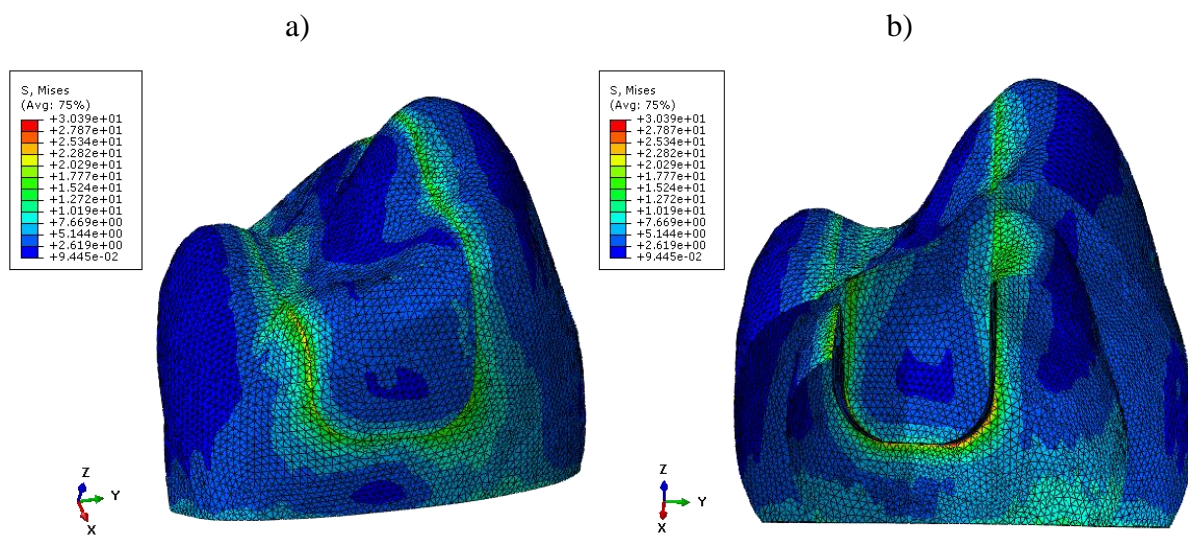 a)
b)
S, Mises
(Avg: 75%)
+3.039e+01
+2.787e+01
+2.534e+01
+2.282e+01
+2.029e+01
+1.777e+01
+1.524e+01
+1.272e+01
+1.019e+01
+7.669e+00
+5.144e+00
+2.619e+00
+9.445e-02
S, Mises
(Avg: 75%)
+3.039e+01
+2.787e+01
+2.534e+01
+2.282e+01
+2.029e+01
+1.777e+01
+1.524e+01
+1.272e+01
+1.019e+01
+7.669e+00
+5.144e+00
+2.619e+00
+9.445e-02
Z
Y
X
Z
Y
X